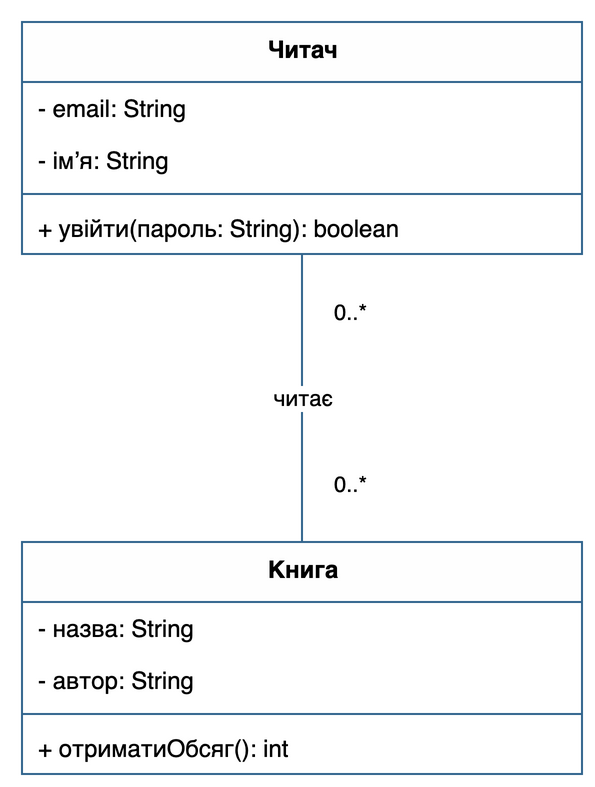 Читач
- email: String
- ім’я: String
+ увійти(пароль: String): boolean
0..*
читає
0..*
Книга
- назва: String
- автор: String
+ отриматиОбсяг(): int